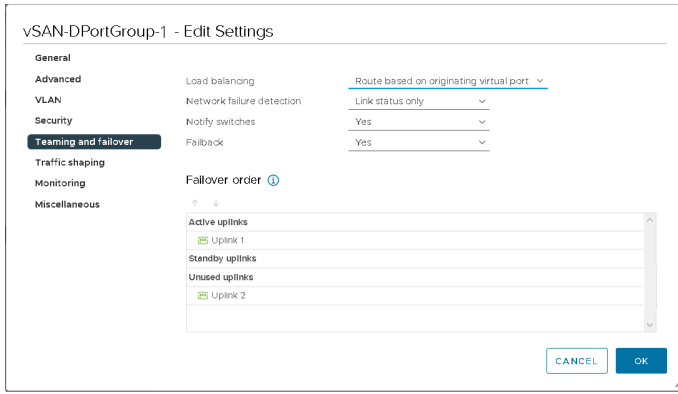 vSAN-DPortGroup-1 - Edit Settings
General
Advanced
VLAN
Security
Teaming and failover
Traffic shaping
Monitoring
Miscellaneous
Load balancing Route based on originating virtual port
Network failure detection Link status only
Notify switches Yes
Failback Yes
Failover order
Active uplinks
Uplink 1
Standby uplinks
Unused uplinks
Uplink 2
CANCEL OK